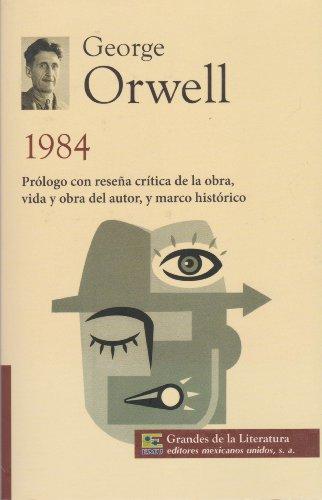 George
Orwell
1984
Prólogo con reseña crítica de la obra,
vida y obra del autor, y marco histórico
EMU
Grandes de la Literatura
editores mexicanos unidos, s. a.